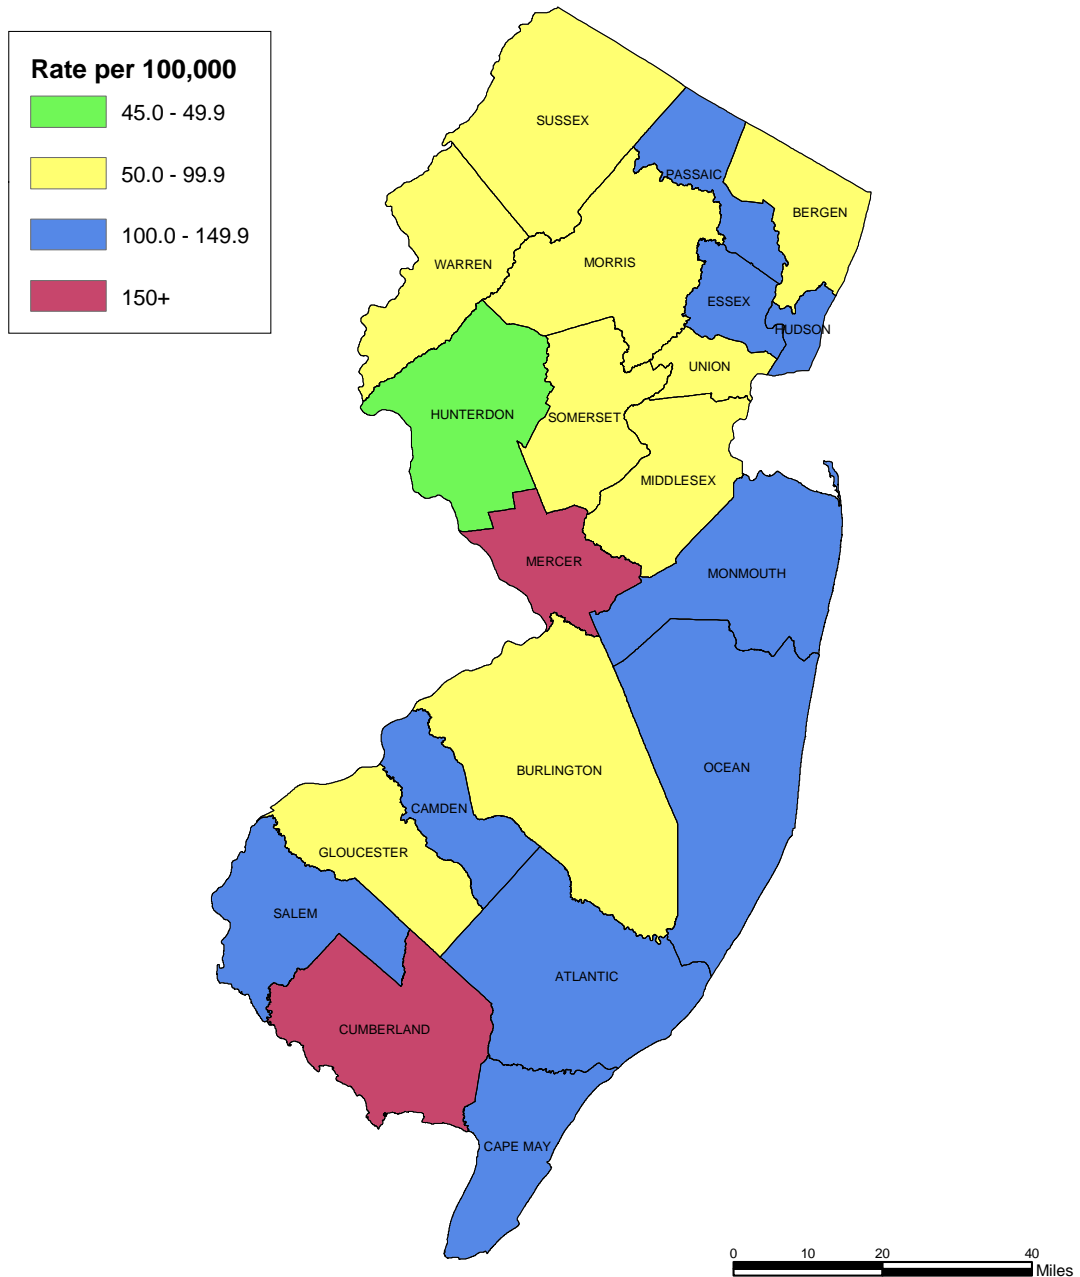 Rate per 100,000
45.0 - 49.9
50.0 - 99.9
100.0 - 149.9
150+
SUSSEX
PASSAIC
BERGEN
WARREN
MORRIS
ESSEX
HUDSON
UNION
HUNTERDON
SOMERSET
MIDDLESEX
MERCER
MONMOUTH
OCEAN
BURLINGTON
CAMDEN
GLOUCESTER
SALEM
ATLANTIC
CUMBERLAND
CAPE MAY
0 10 20 40
Miles